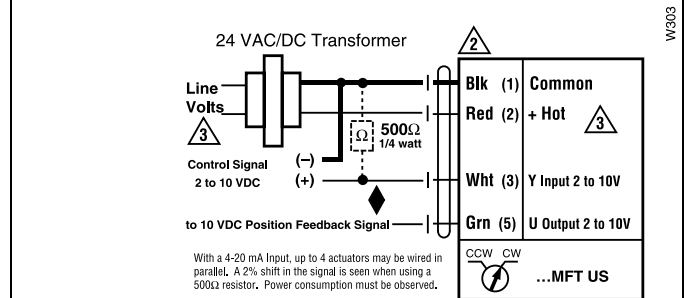 W303
24 VAC/DC Transformer
2
Line
Volts
3
Blk (1) Common
Red (2) + Hot
3
Ω 500Ω
1/4 watt
Control Signal (–)
2 to 10 VDC (+)
Wht (3) Y Input 2 to 10V
to 10 VDC Position Feedback Signal
Grn (5) U Output 2 to 10V
With a 4-20 mA Input, up to 4 actuators may be wired in
parallel. A 2% shift in the signal is seen when using a
500Ω resistor. Power consumption must be observed.
CCW CW
...MFT US